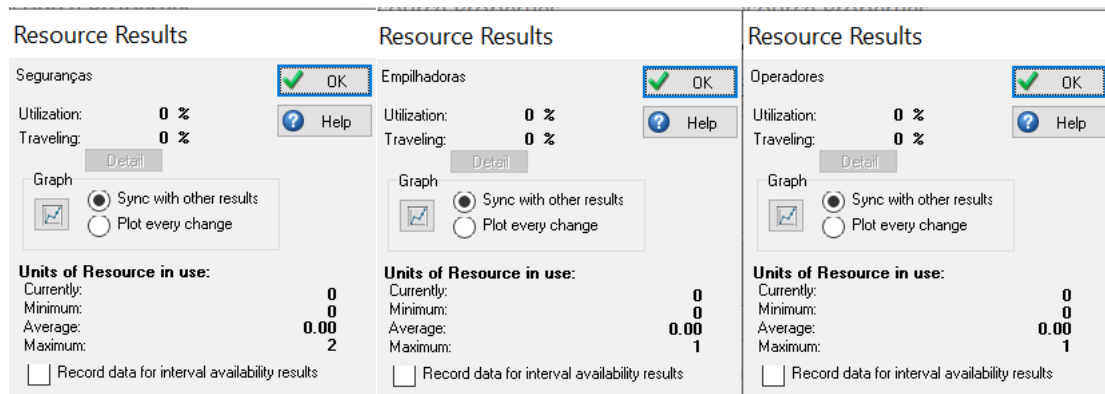 Resource Results
Seguranças
OK
Utilization: 0 %
Help
Traveling: 0 %
Detail
Graph
Sync with other results
Plot every change
Units of Resource in use:
Currently: 0
Minimum: 0
Average: 0.00
Maximum: 2
Record data for interval availability results
Resource Results
Empilhadoras
OK
Utilization: 0 %
Help
Traveling: 0 %
Detail
Graph
Sync with other results
Plot every change
Units of Resource in use:
Currently: 0
Minimum: 0
Average: 0.00
Maximum: 1
Record data for interval availability results
Resource Results
Operadores
OK
Utilization: 0 %
Help
Traveling: 0 %
Detail
Graph
Sync with other results
Plot every change
Units of Resource in use:
Currently: 0
Minimum: 0
Average: 0.00
Maximum: 1
Record data for interval availability results